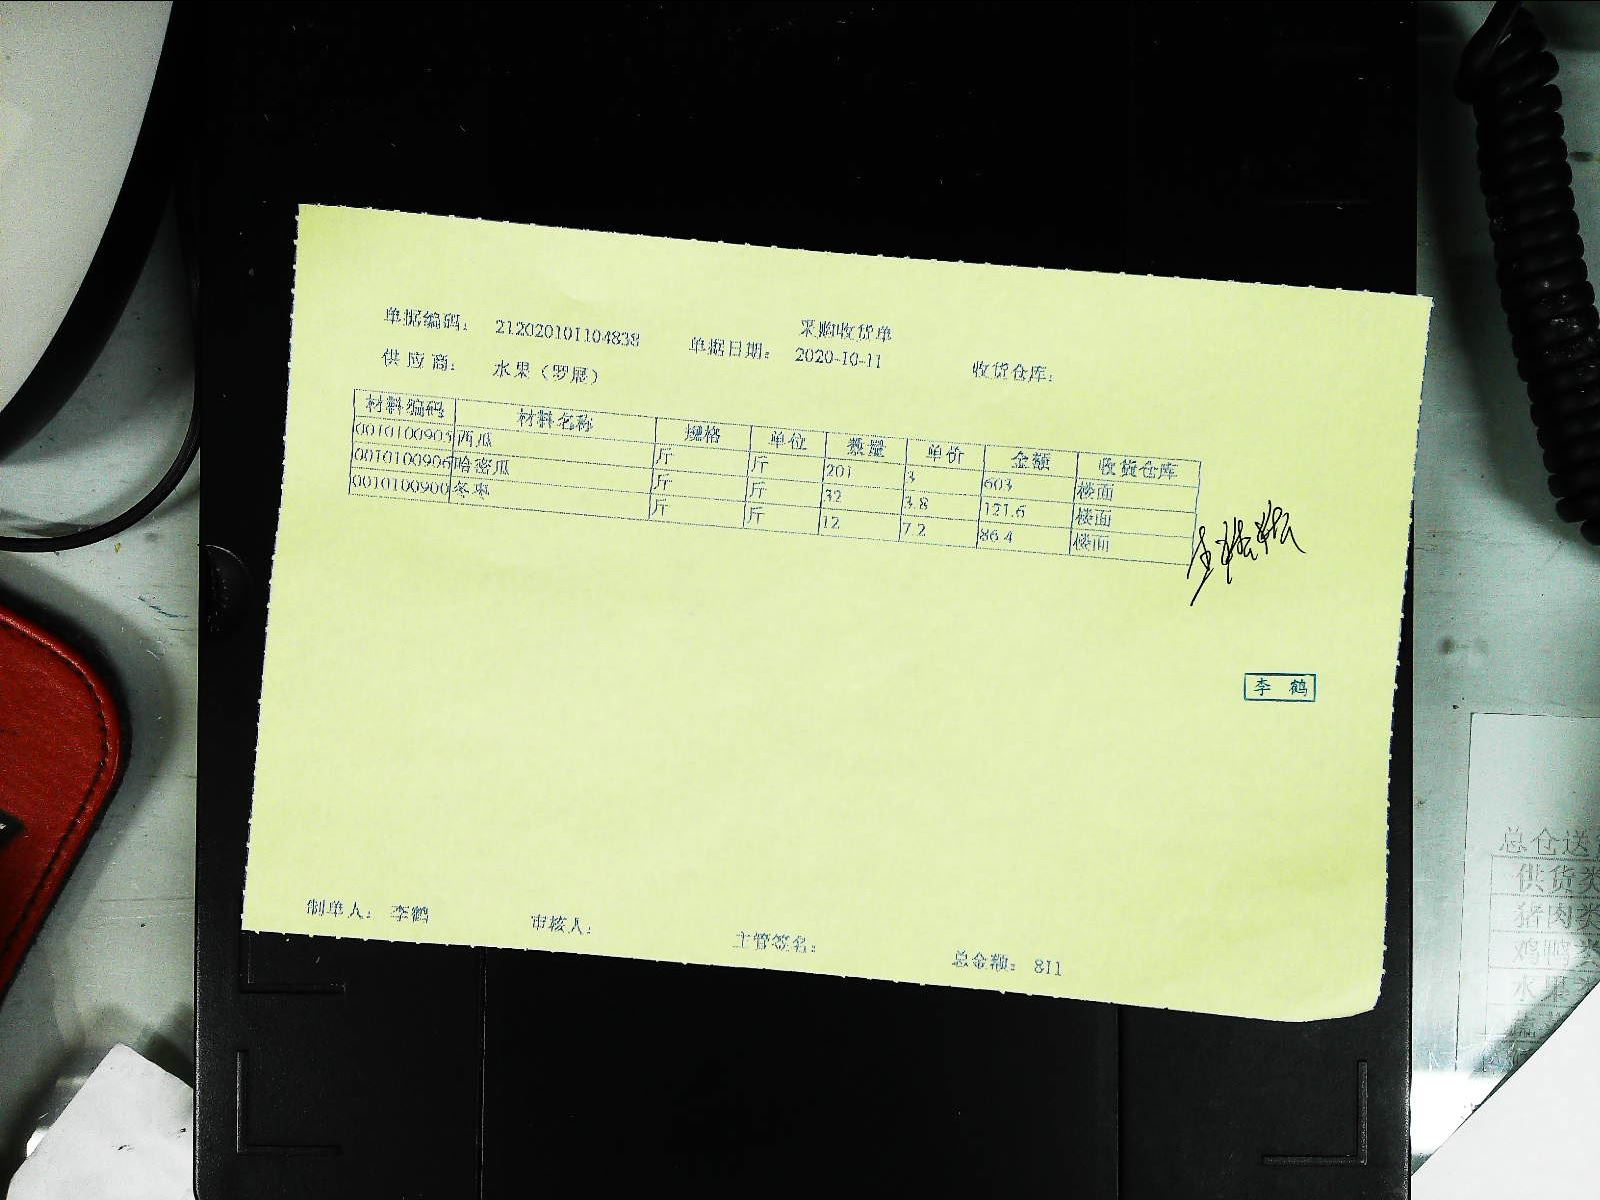 采购收货单
单据编码： 212020101104838 单据日期： 2020-10-11 收货仓库：
供 应 商： 水果（罗展）
材料编码 材料名称 规格 单位 数量 单价 金额 收货仓库
0010100905 西瓜 斤 斤 201 3 603 楼面
0010100906 哈密瓜 斤 斤 32 3.8 121.6 楼面
0010100900 冬枣 斤 斤 12 7.2 86.4 楼面
李 鹤
制单人： 李鹤 审核人： 主管签名： 总金额： 811
总仓送
供货类
猪肉类
鸡鸭类
水果